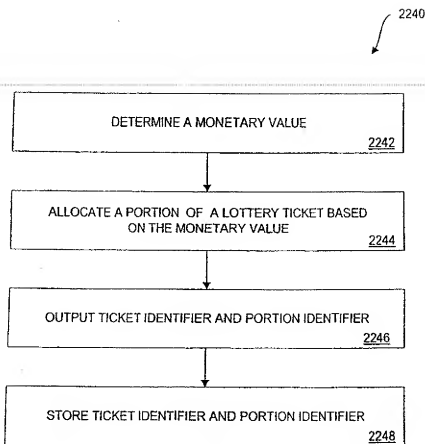 2240
DETERMINE A MONETARY VALUE
2242
ALLOCATE A PORTION OF A LOTTERY TICKET BASED
ON THE MONETARY VALUE
2244
OUTPUT TICKET IDENTIFIER AND PORTION IDENTIFIER
2246
STORE TICKET IDENTIFIER AND PORTION IDENTIFIER
2248